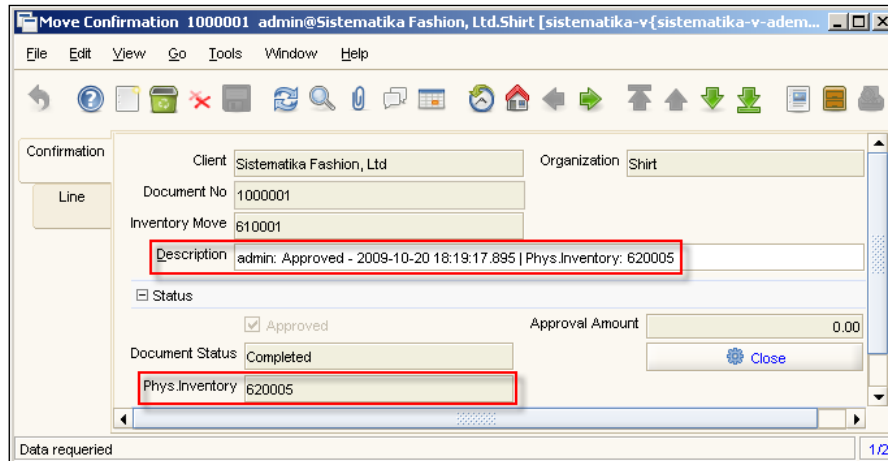 Move Confirmation 1000001 admin@Sistematika Fashion, Ltd.Shirt [sistematika-v{sistematika-v-adem...
File Edit View Go Tools Window Help
Confirmation
Line
Client Sistematika Fashion, Ltd Organization Shirt
Document No 1000001
Inventory Move 610001
Description admin: Approved - 2009-10-20 18:19:17.895 | Phys.Inventory: 620005
Status
Approved Approval Amount 0.00
Document Status Completed Close
Phys.Inventory 620005
Data requeried 1/2